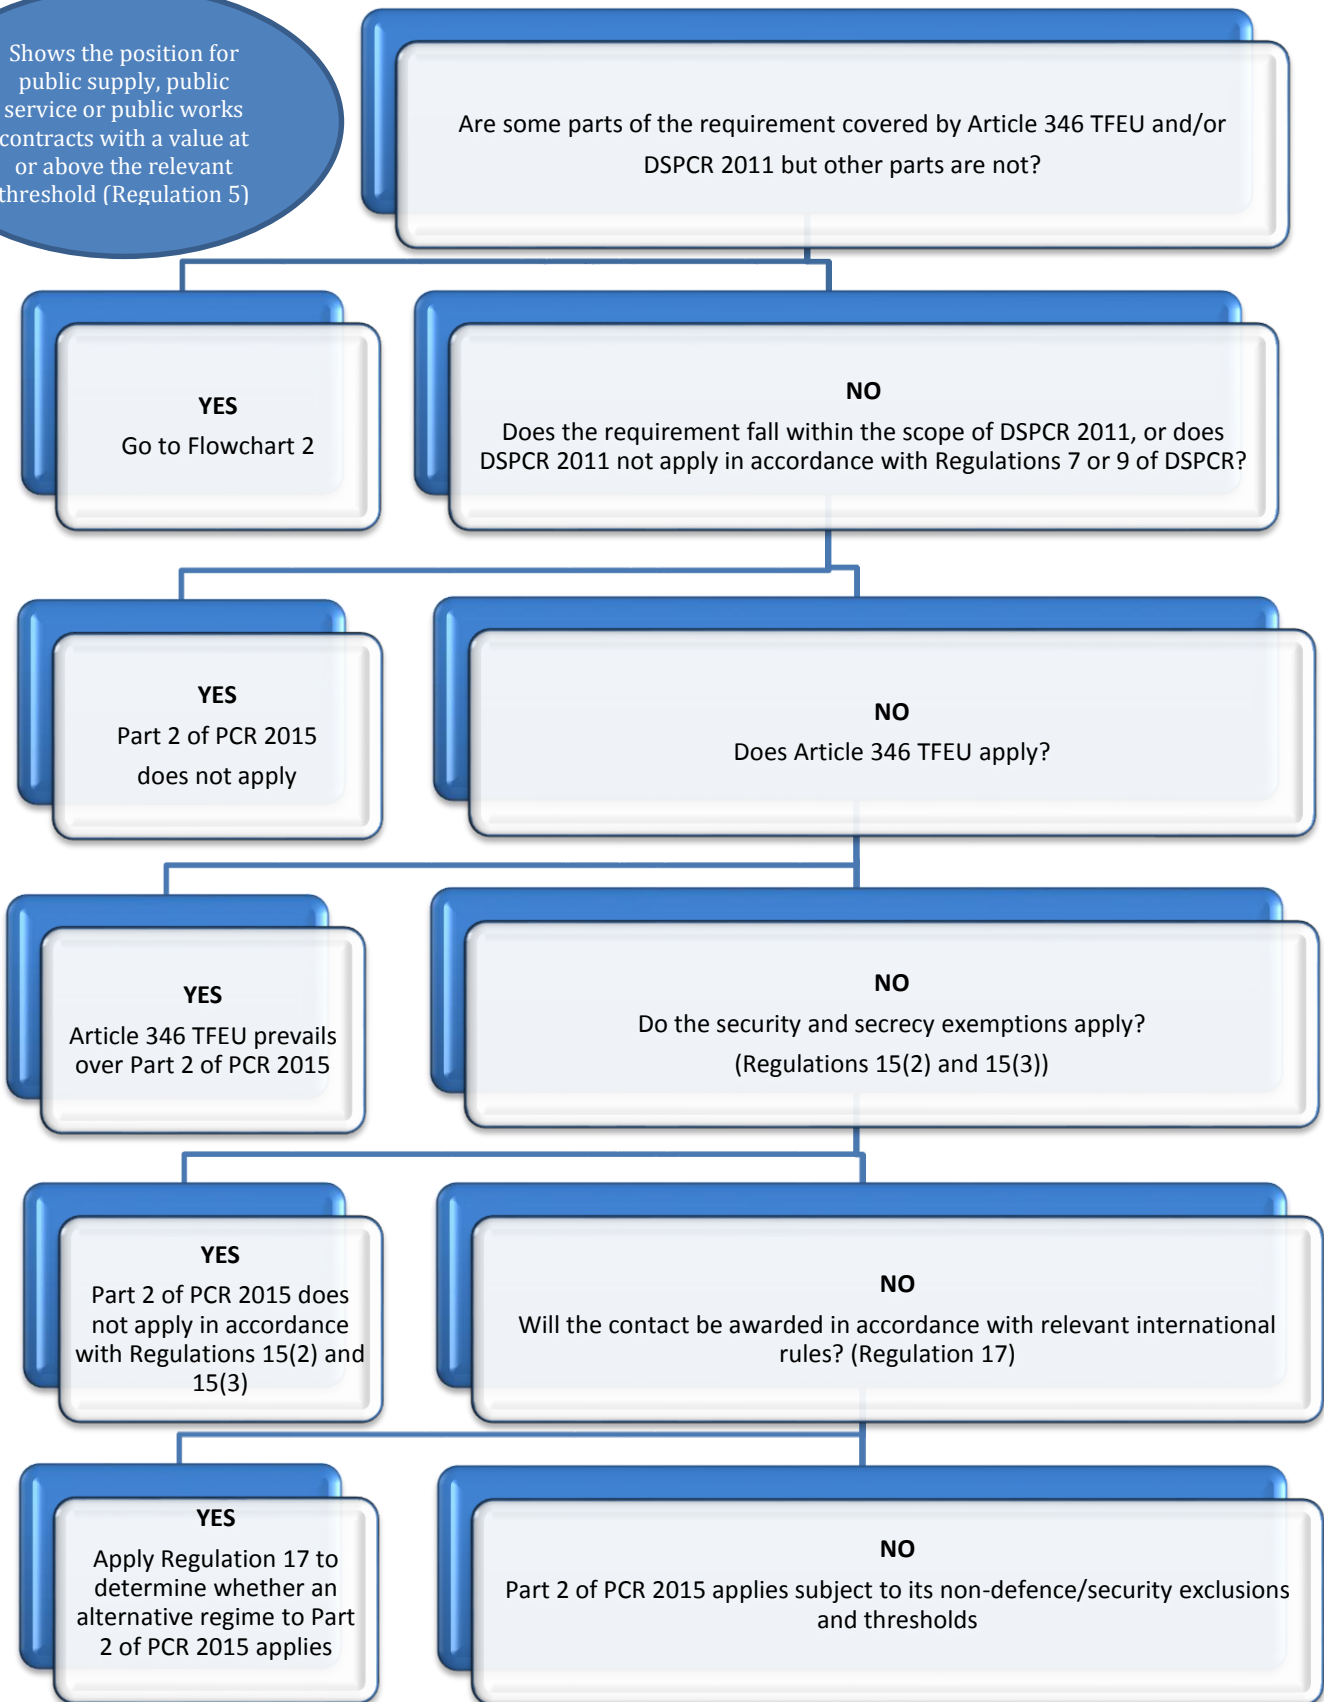 Shows the position for
public supply, public
service or public works
contracts with a value at
or above the relevant
threshold (Regulation 5)
Are some parts of the requirement covered by Article 346 TFEU and/or
DSPCR 2011 but other parts are not?
YES
Go to Flowchart 2
NO
Does the requirement fall within the scope of DSPCR 2011, or does
DSPCR 2011 not apply in accordance with Regulations 7 or 9 of DSPCR?
YES
Part 2 of PCR 2015
does not apply
NO
Does Article 346 TFEU apply?
YES
Article 346 TFEU prevails
over Part 2 of PCR 2015
NO
Do the security and secrecy exemptions apply?
(Regulations 15(2) and 15(3))
YES
Part 2 of PCR 2015 does
not apply in accordance
with Regulations 15(2) and
15(3)
NO
Will the contact be awarded in accordance with relevant international
rules? (Regulation 17)
YES
Apply Regulation 17 to
determine whether an
alternative regime to Part
2 of PCR 2015 applies
NO
Part 2 of PCR 2015 applies subject to its non-defence/security exclusions
and thresholds